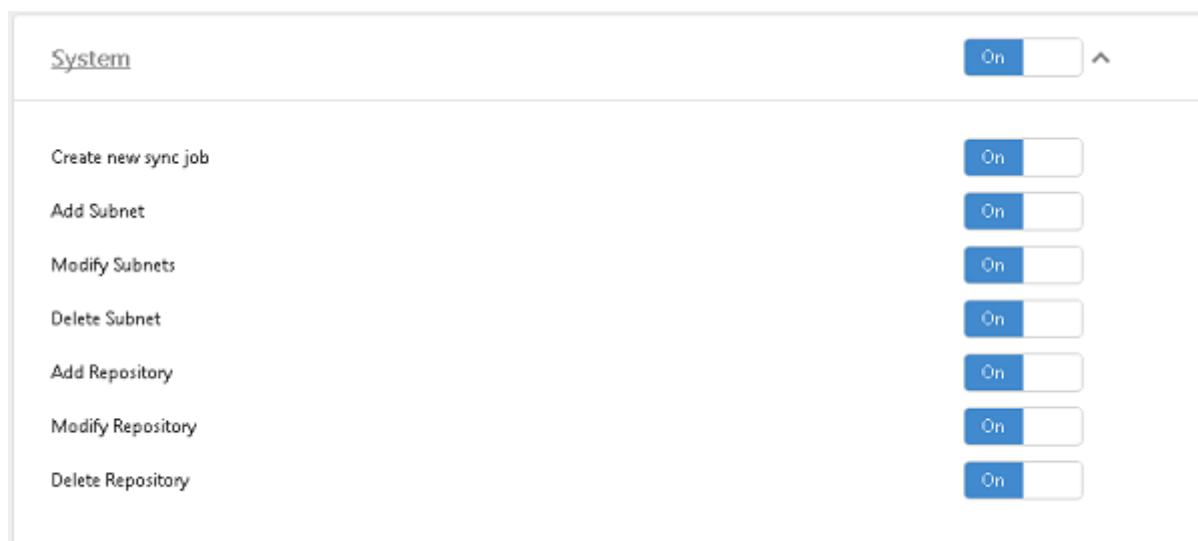 System On
Create new sync job On
Add Subnet On
Modify Subnets On
Delete Subnet On
Add Repository On
Modify Repository On
Delete Repository On